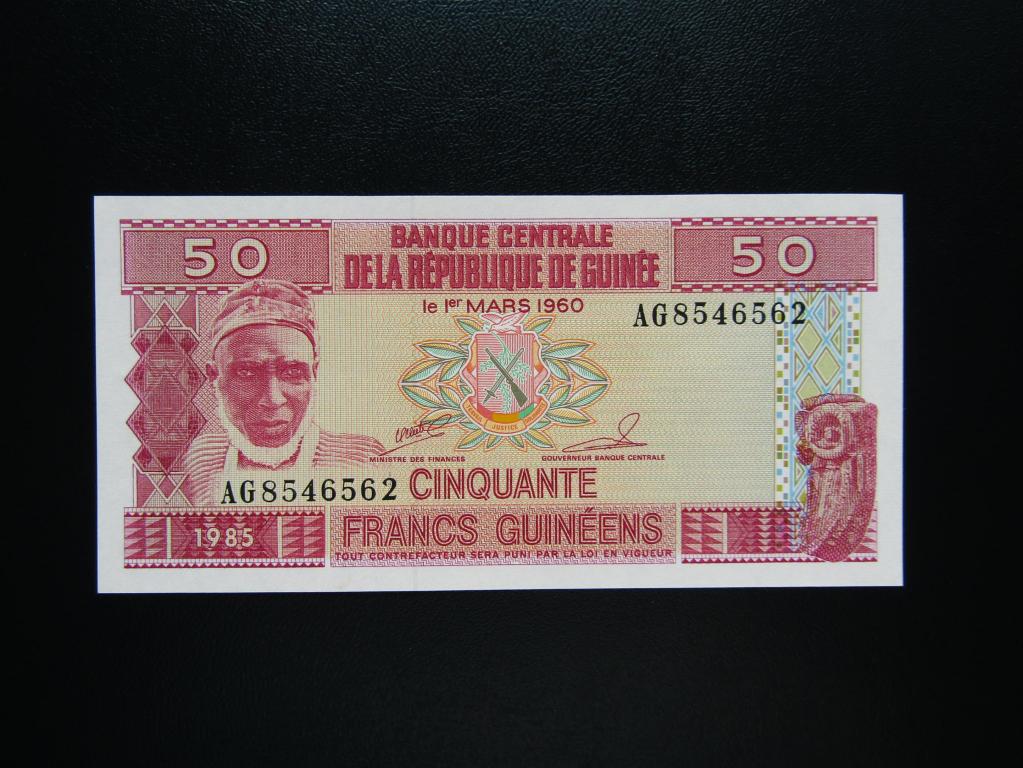 50
BANQUE CENTRALE
DE LA RÉPUBLIQUE DE GUINÉE
50
le 1er MARS 1960
AG8546562
JUSTICE
MINISTRE DES FINANCES
GOUVERNEUR BANQUE CENTRALE
AG8546562
CINQUANTE
1985
FRANCS GUINÉENS
TOUT CONTREFACTEUR SERA PUNI PAR LA LOI EN VIGUEUR